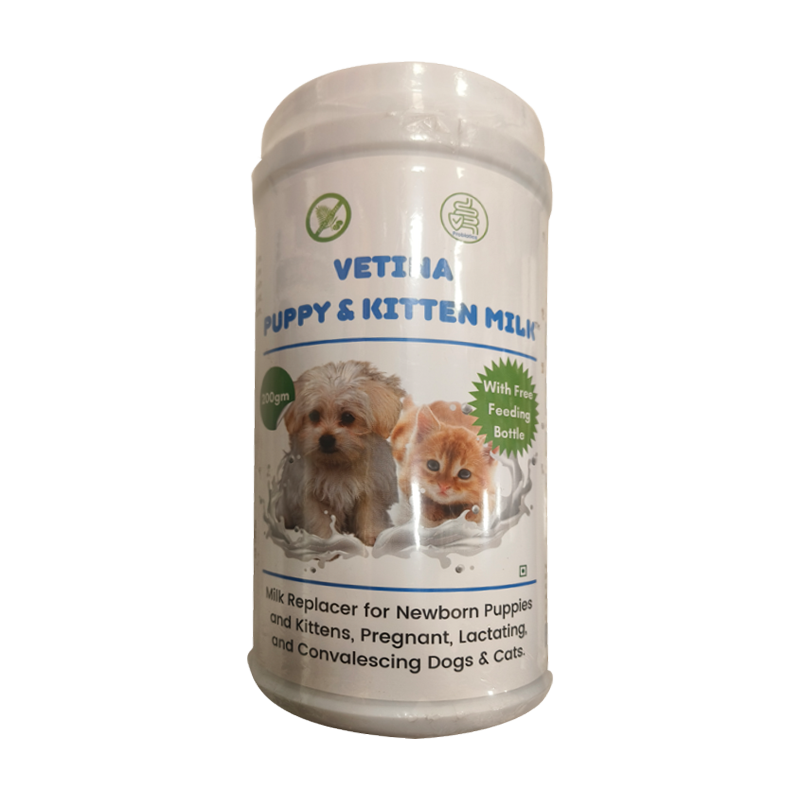 VETINA
PUPPY & KITTEN MILK
200gm
With Free
Feeding
Bottle
Milk Replacer for Newborn Puppies
and Kittens, Pregnant, Lactating,
and Convalescing Dogs & Cats.